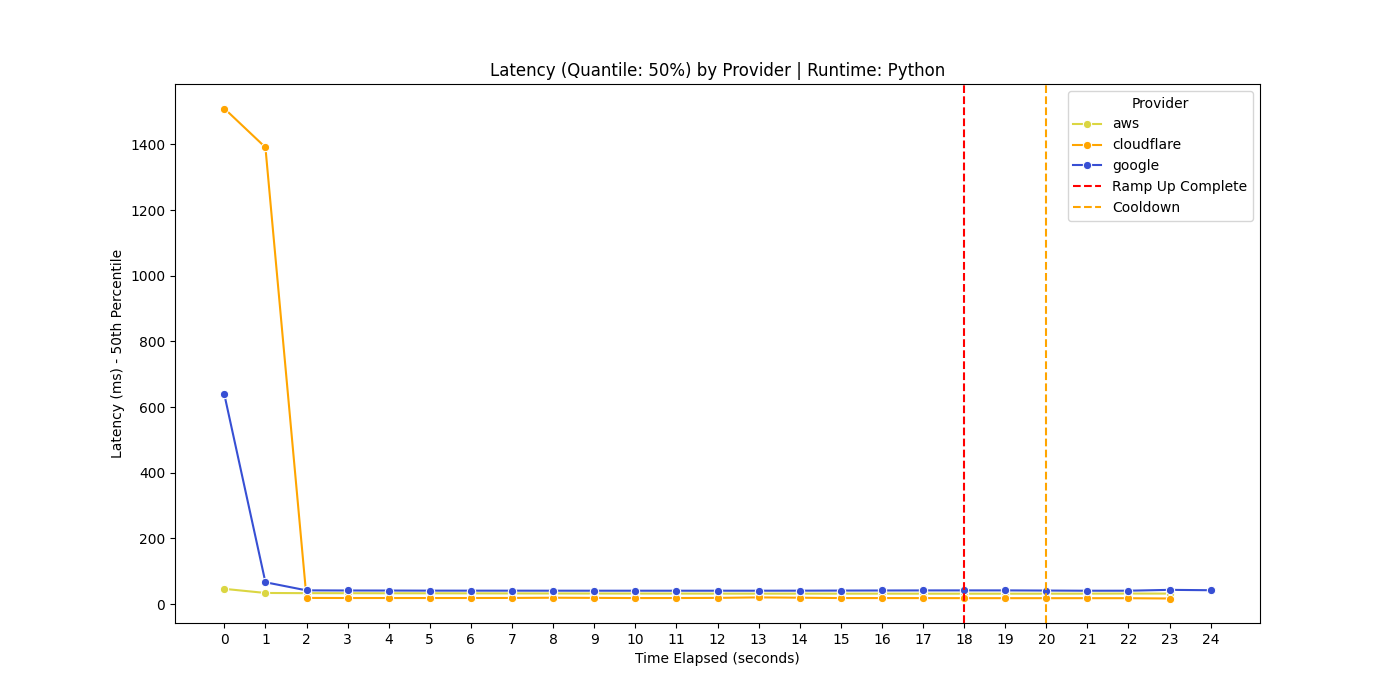 Latency (Quantile: 50%) by Provider | Runtime: Python
Latency (ms) - 50th Percentile
1400
1200
1000
800
600
400
200
0
Provider
aws
cloudflare
google
Ramp Up Complete
Cooldown
0 1 2 3 4 5 6 7 8 9 10 11 12 13 14 15 16 17 18 19 20 21 22 23 24
Time Elapsed (seconds)